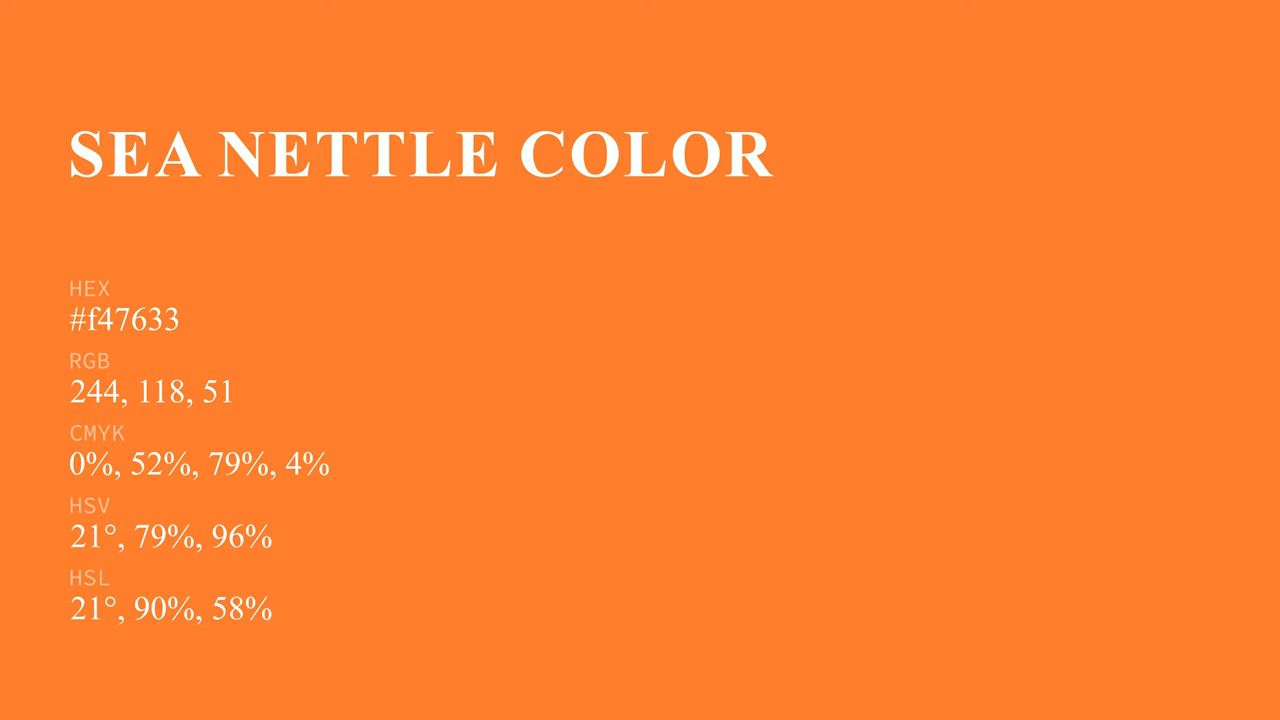 SEA NETTLE COLOR
HEX
#f47633
RGB
244, 118, 51
CMYK
0%, 52%, 79%, 4%
HSV
21°, 79%, 96%
HSL
21°, 90%, 58%